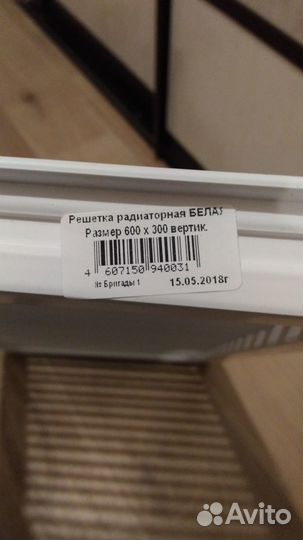 Решетка радиаторная БЕЛАЯ
Размер 600 х 300 вертик.
4 607150 940031
№ Бригады 1 15.05.2018г
Avito